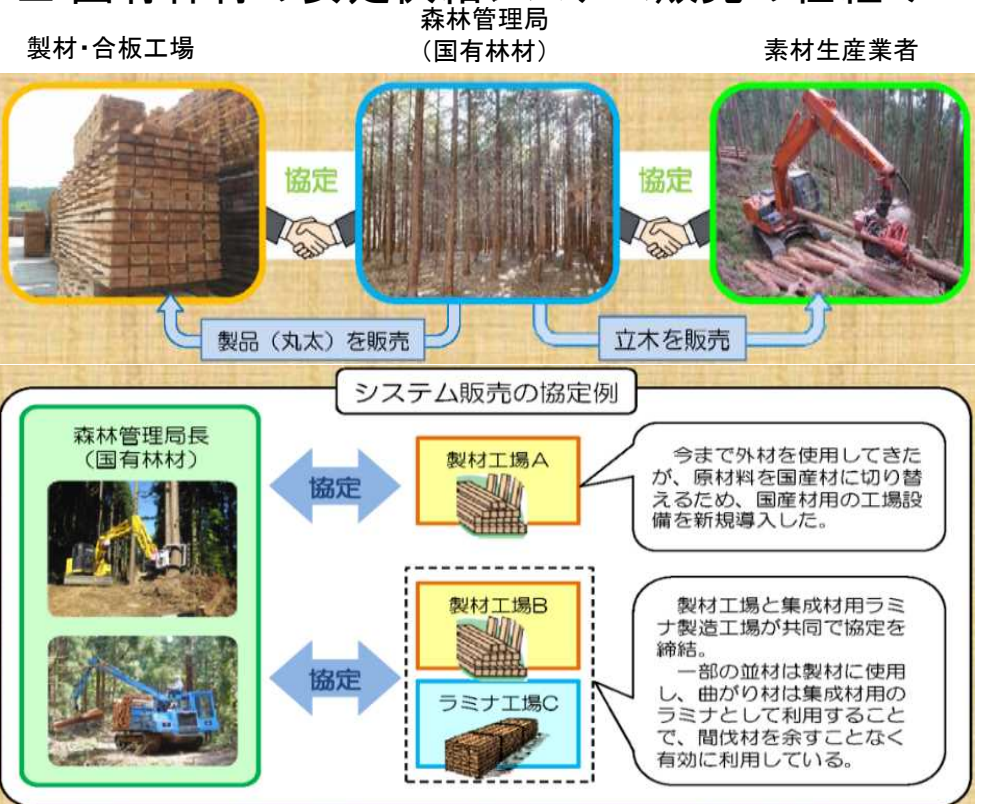 森林管理局
(国有林材)
製材・合板工場
素材生産業者
協定
協定
製品(丸太)を販売
立木を販売
システム販売の協定例
森林管理局長
(国有林材)
協定
製材工場A
今まで外材を使用してきた
が、原材料を国産材に切り替
えるため、国産材用の工場設
備を新規導入した。
協定
製材工場B
ラミナ工場C
製材工場と集成材用ラミ
ナ製造工場が共同で協定を
締結。
一部の並材は製材に使用
し、曲がり材は集成材用の
ラミナとして利用すること
で、間伐材を余すことなく
有効に利用している。